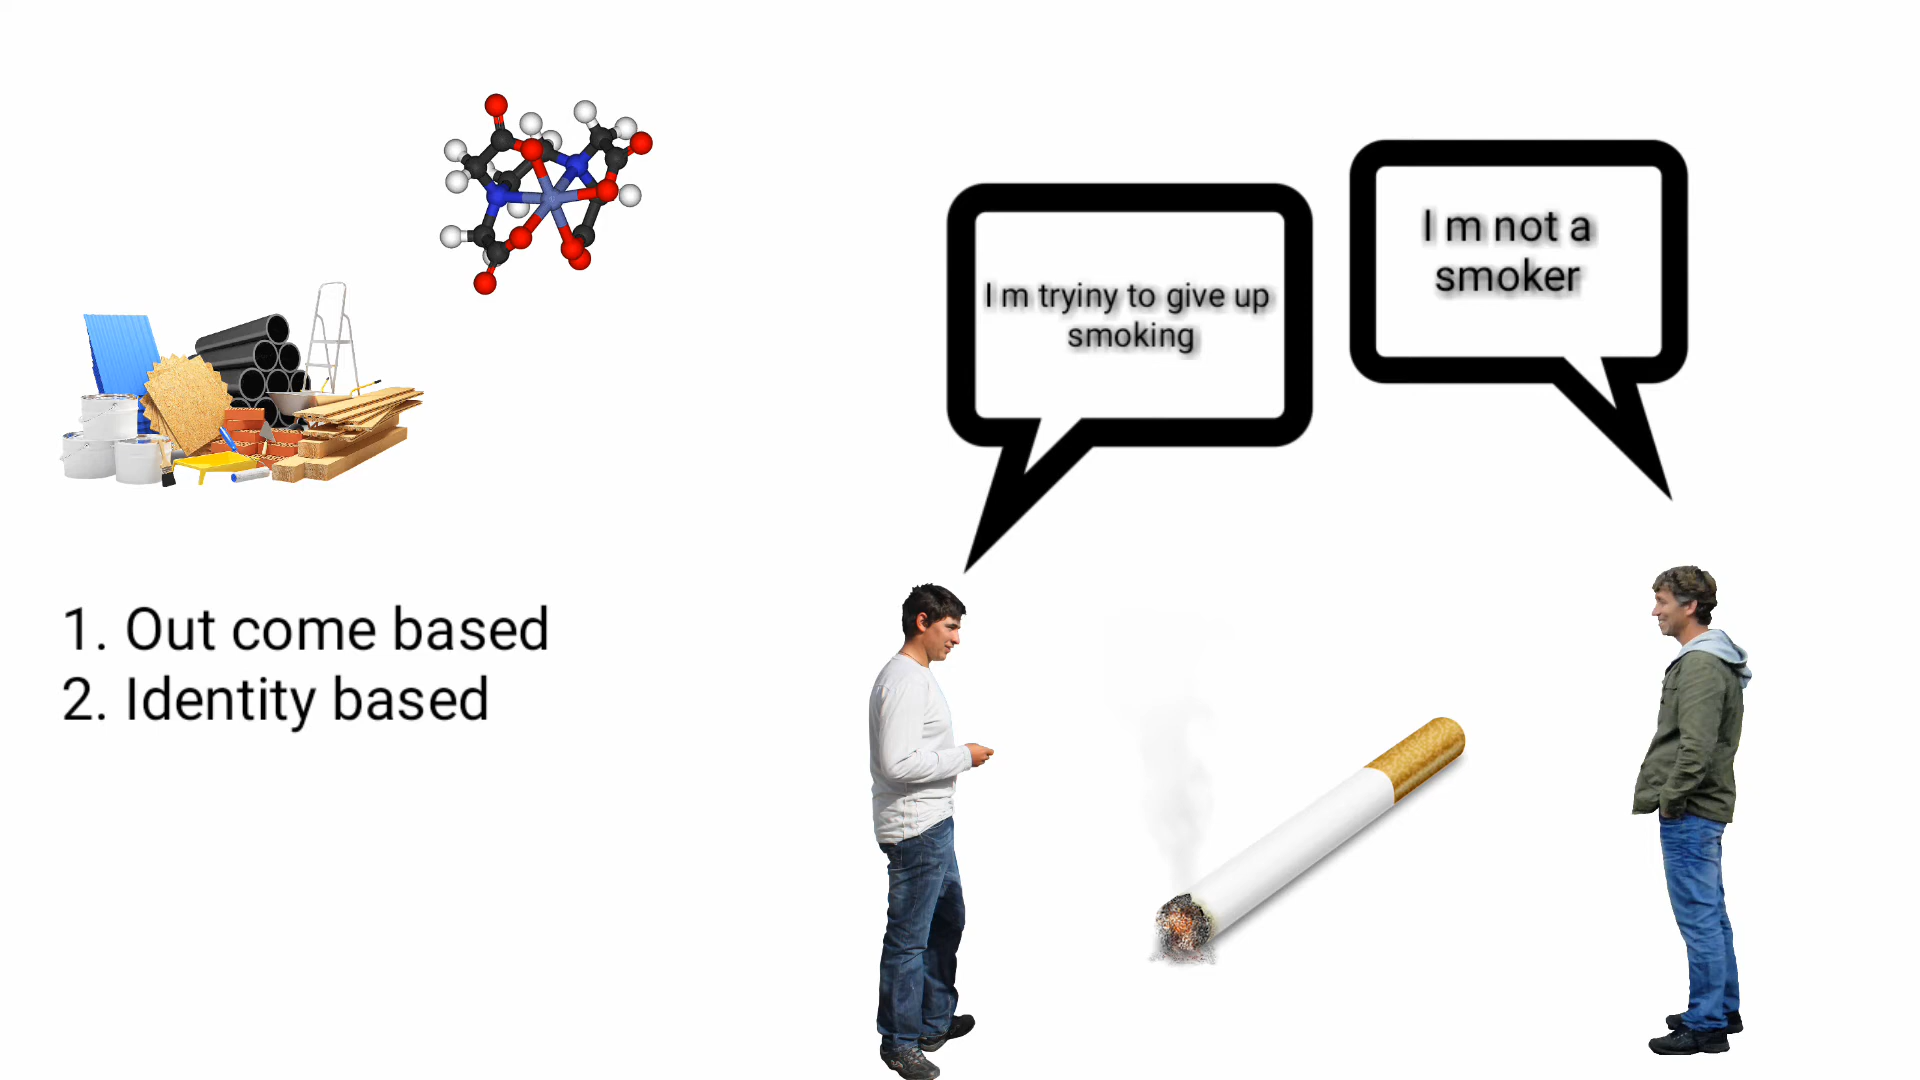 I m not a
smoker
I m tryiny to give up
smoking
1. Out come based
2. Identity based